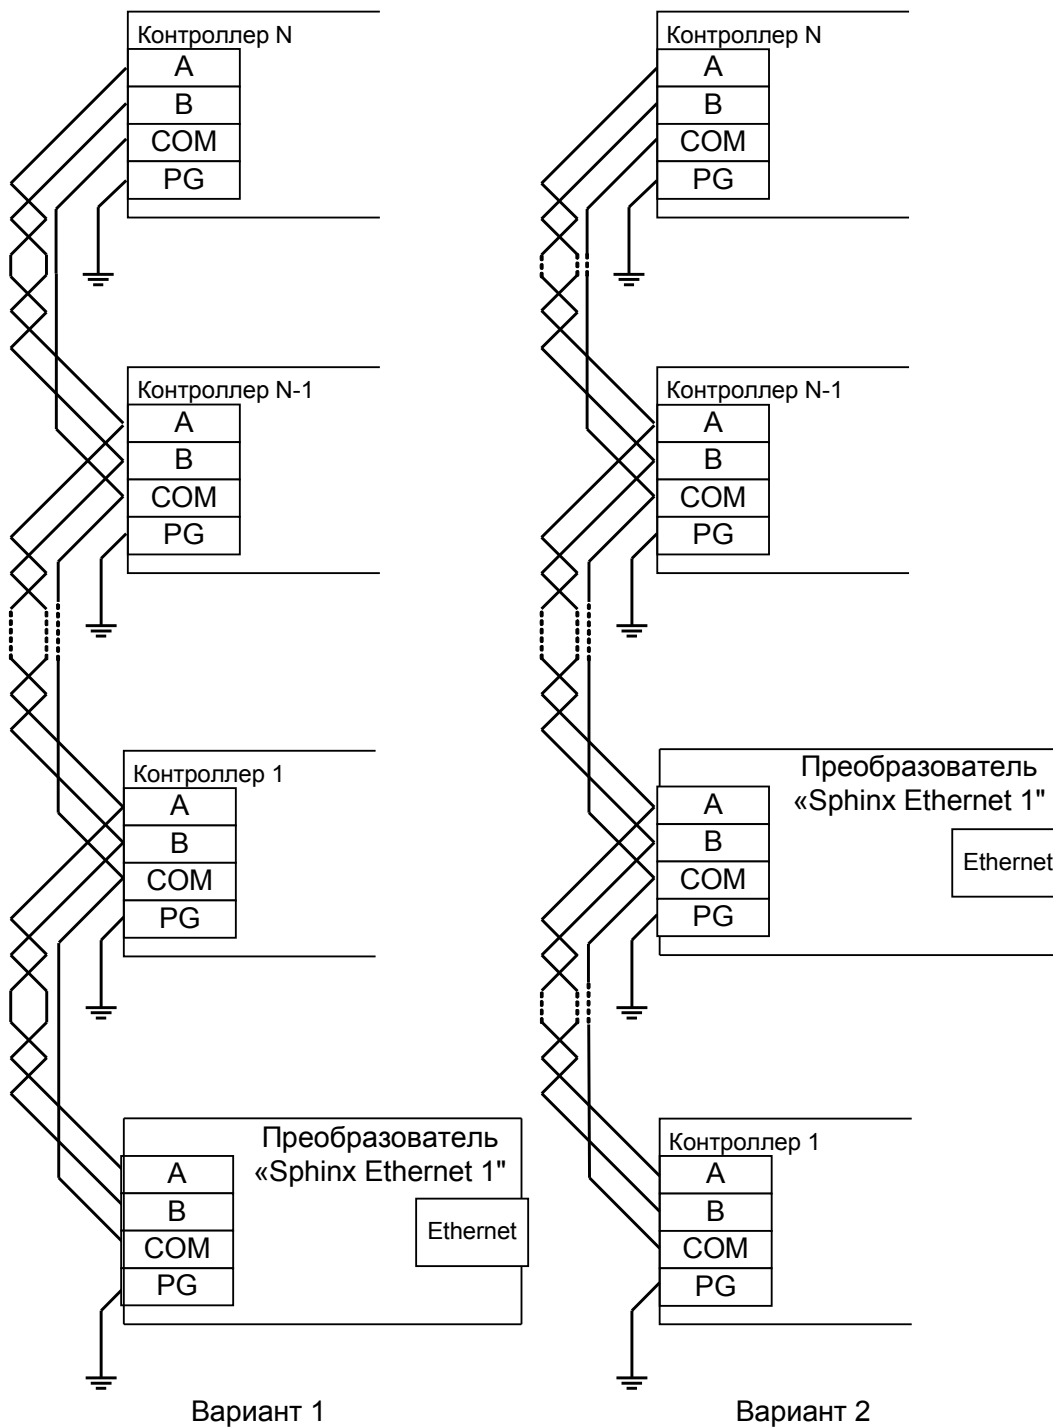 Контроллер N
A
B
COM
PG
Контроллер N-1
A
B
COM
PG
Контроллер 1
A
B
COM
PG
Преобразователь
«Sphinx Ethernet 1"
A
B
COM
PG
Ethernet
Вариант 1
Контроллер N
A
B
COM
PG
Контроллер N-1
A
B
COM
PG
Преобразователь
«Sphinx Ethernet 1"
A
B
COM
PG
Ethernet
Контроллер 1
A
B
COM
PG
Вариант 2